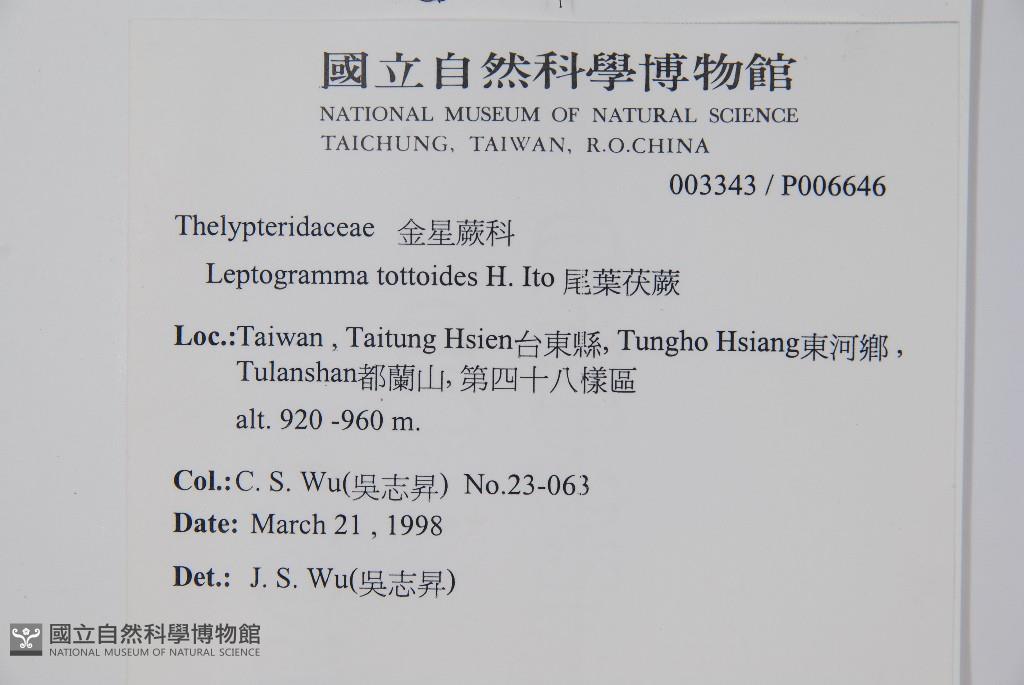 國立自然科學博物館
NATIONAL MUSEUM OF NATURAL SCIENCE
TAICHUNG, TAIWAN, R.O.CHINA
003343 / P006646
Thelypteridaceae 金星蕨科
Leptogramma tottoides H. Ito 尾葉茯蕨
Loc.:Taiwan , Taitung Hsien台東縣, Tungho Hsiang東河鄉 ,
Tulanshan都蘭山, 第四十八樣區
alt. 920 -960 m.
Col.:C. S. Wu(吳志昇) No.23-063
Date: March 21 , 1998
Det.: J. S. Wu(吳志昇)
國立自然科學博物館
NATIONAL MUSEUM OF NATURAL SCIENCE